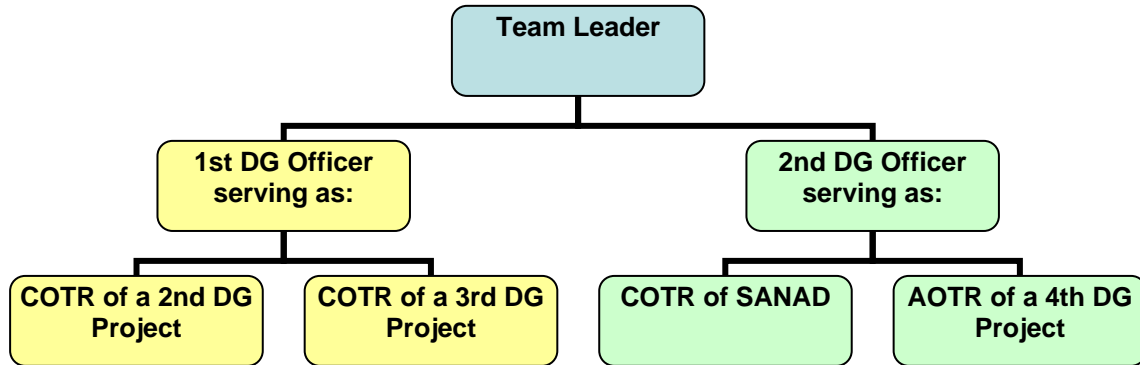 Team Leader
1st DG Officer
serving as:
2nd DG Officer
serving as:
COTR of a 2nd DG
Project
COTR of a 3rd DG
Project
COTR of SANAD
AOTR of a 4th DG
Project